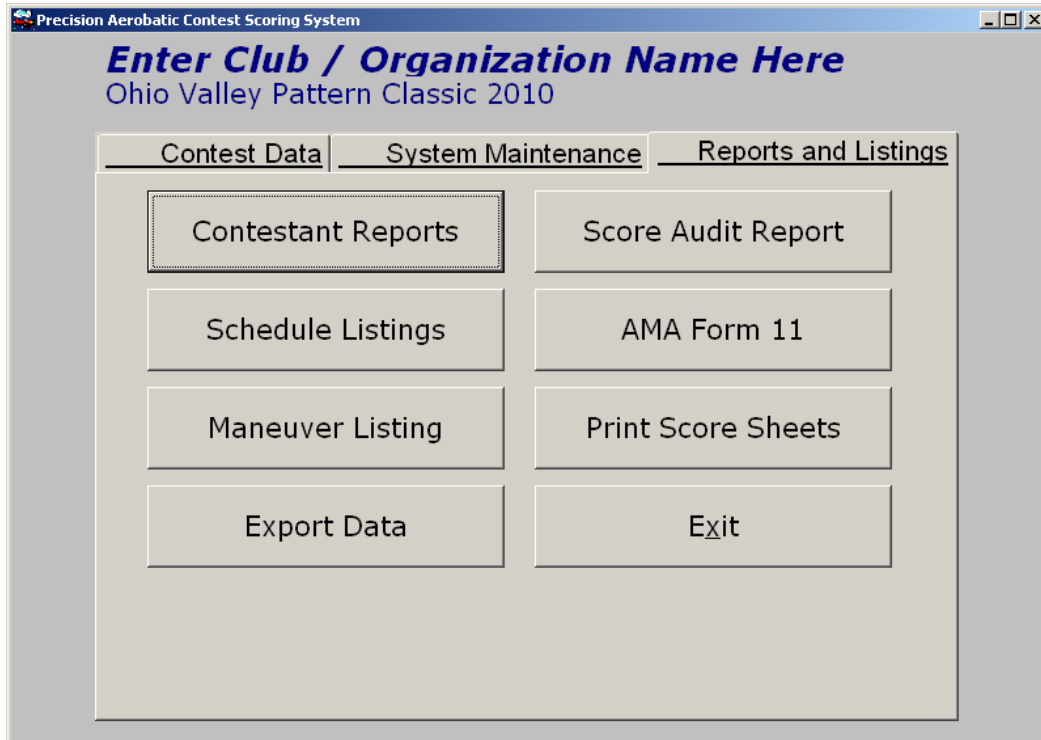 Precision Aerobatic Contest Scoring System
Enter Club / Organization Name Here
Ohio Valley Pattern Classic 2010
Contest Data System Maintenance Reports and Listings
Contestant Reports Score Audit Report
Schedule Listings AMA Form 11
Maneuver Listing Print Score Sheets
Export Data Exit